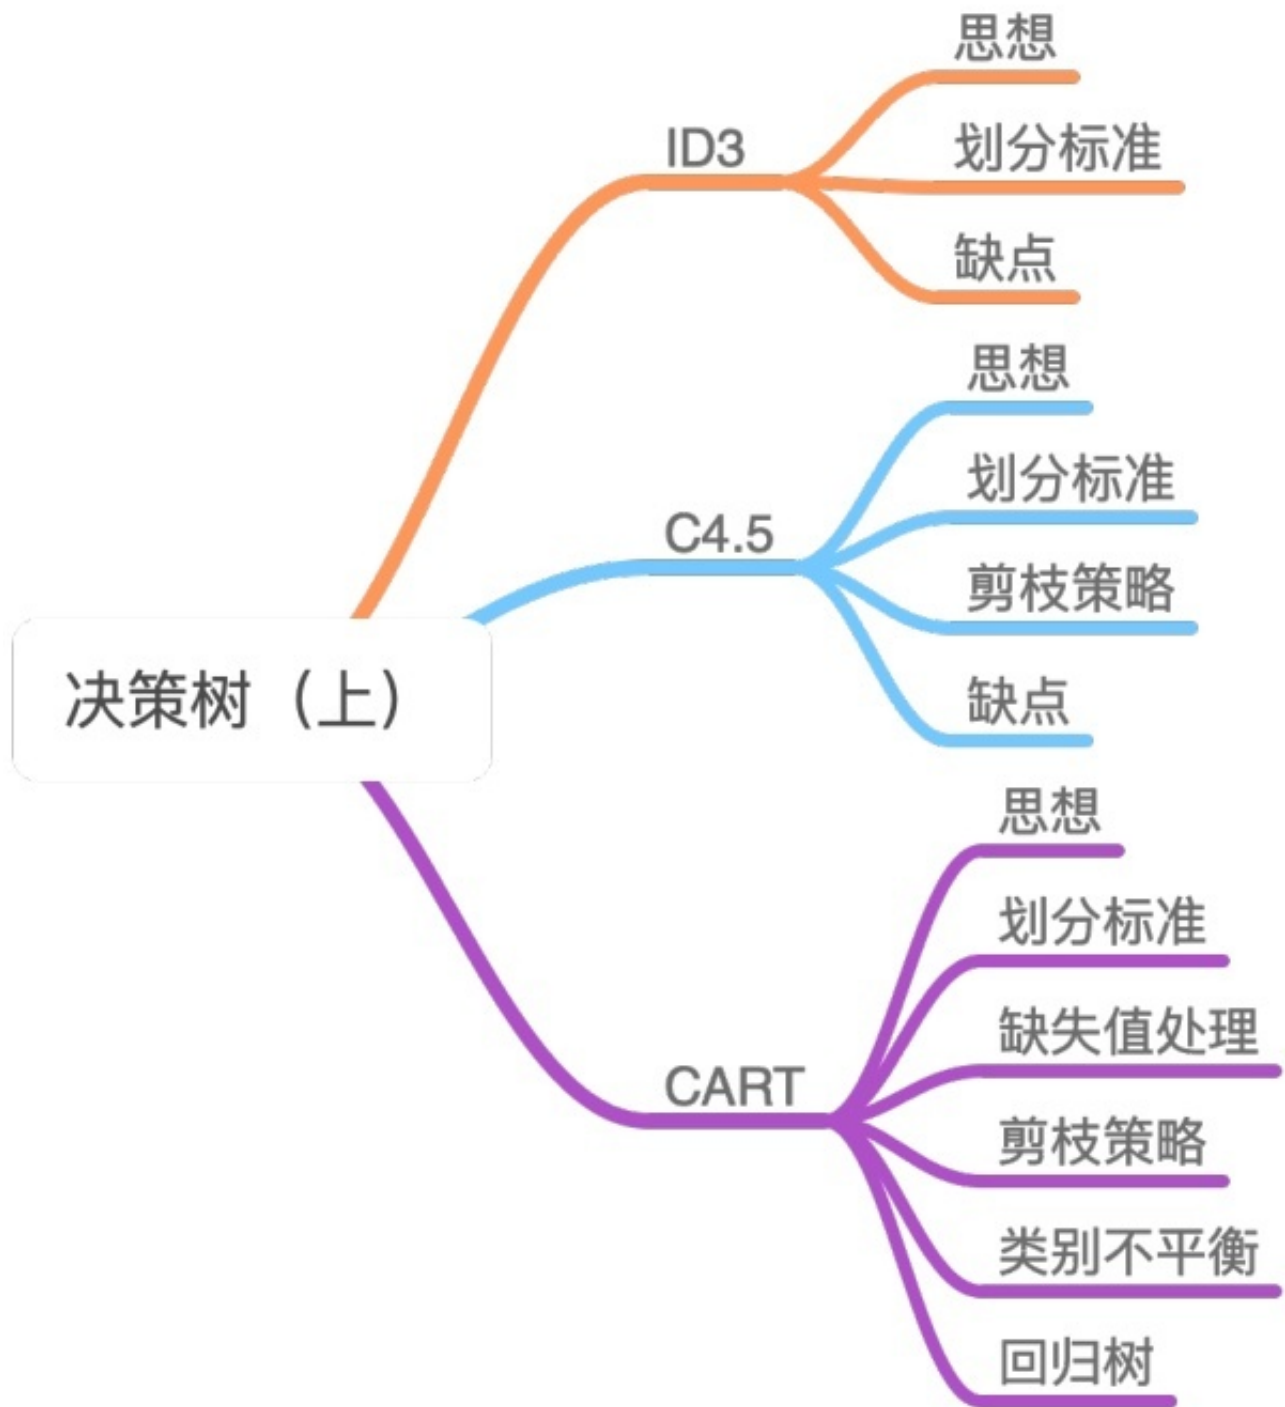 决策树（上）
ID3
思想
划分标准
缺点
C4.5
思想
划分标准
剪枝策略
缺点
CART
思想
划分标准
缺失值处理
剪枝策略
类别不平衡
回归树